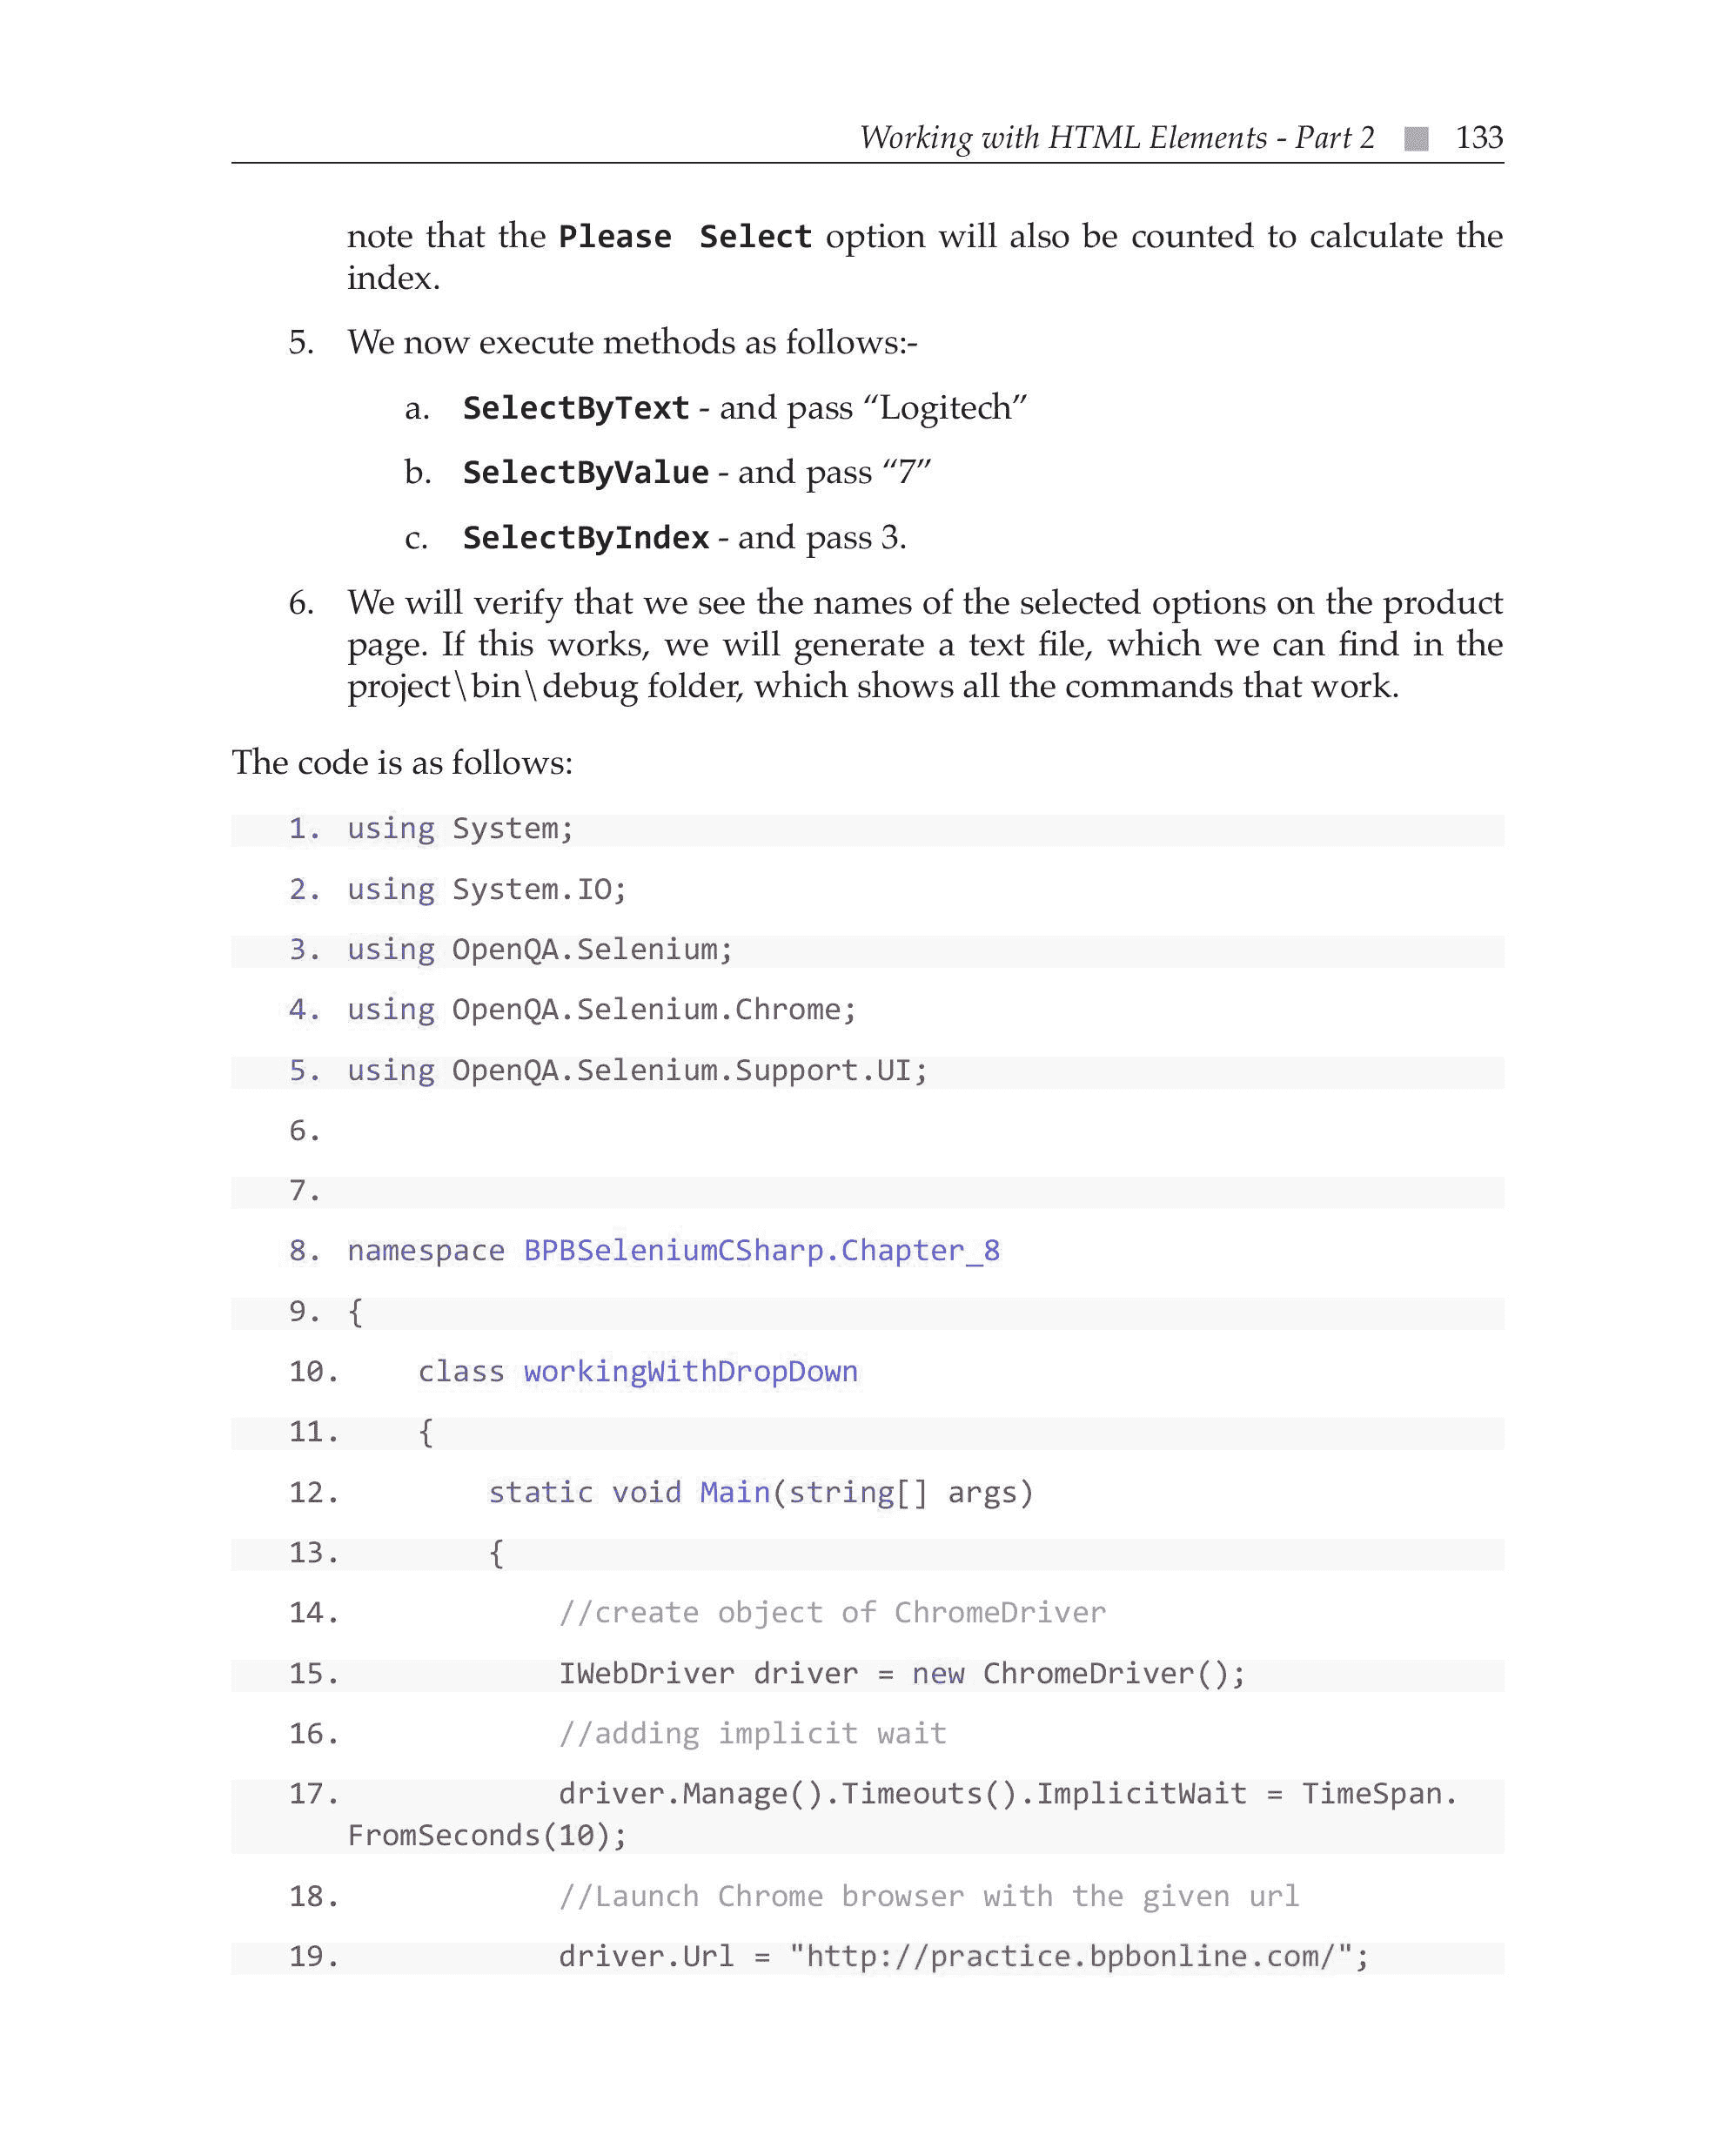 Working with HTML Elements - Part 2 133
note that the Please Select option will also be counted to calculate the
index.
5. We now execute methods as follows:-
a. SelectByText - and pass “Logitech”
b. SelectByValue - and pass “7”
c. SelectByIndex - and pass 3.
6. We will verify that we see the names of the selected options on the product
page. If this works, we will generate a text file, which we can find in the
project\bin\debug folder, which shows all the commands that work.
The code is as follows:
1. using System;
2. using System.IO;
3. using OpenQA.Selenium;
4. using OpenQA.Selenium.Chrome;
5. using OpenQA.Selenium.Support.UI;
6.
7.
8. namespace BPBSeleniumCSharp.Chapter_8
9. {
10. class workingWithDropDown
11. {
12. static void Main(string[] args)
13. {
14. //create object of ChromeDriver
15. IWebDriver driver = new ChromeDriver();
16. //adding implicit wait
17. driver.Manage().Timeouts().ImplicitWait = TimeSpan.
FromSeconds(10);
18. //Launch Chrome browser with the given url
19. driver.Url = "http://practice.bpbonline.com/";